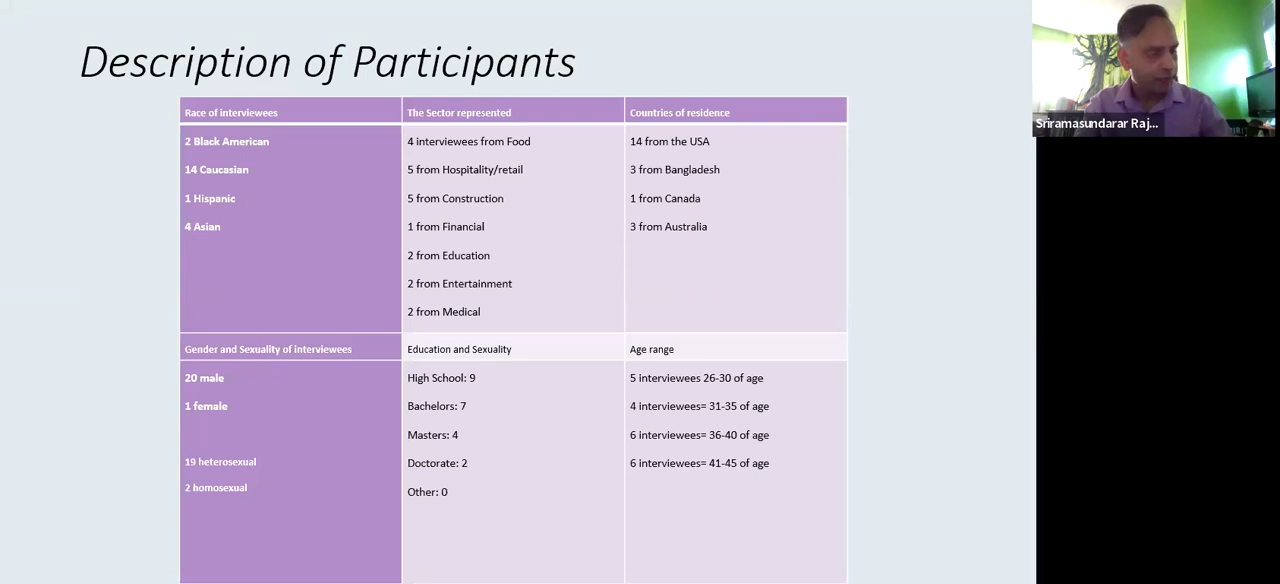 Description of Participants
Race of interviewees
The Sector represented
Countries of residence
2 Black American
4 interviewees from Food
14 from the USA
14 Caucasian
5 from Hospitality/retail
3 from Bangladesh
1 Hispanic
5 from Construction
1 from Canada
4 Asian
1 from Financial
3 from Australia
2 from Education
2 from Entertainment
2 from Medical
Gender and Sexuality of interviewees
Education and Sexuality
Age range
20 male
High School: 9
5 interviewees 26-30 of age
1 female
Bachelors: 7
4 interviewees= 31-35 of age
Masters: 4
6 interviewees= 36-40 of age
19 heterosexual
Doctorate: 2
6 interviewees= 41-45 of age
2 homosexual
Other: 0
Sriramasundarar Raj...